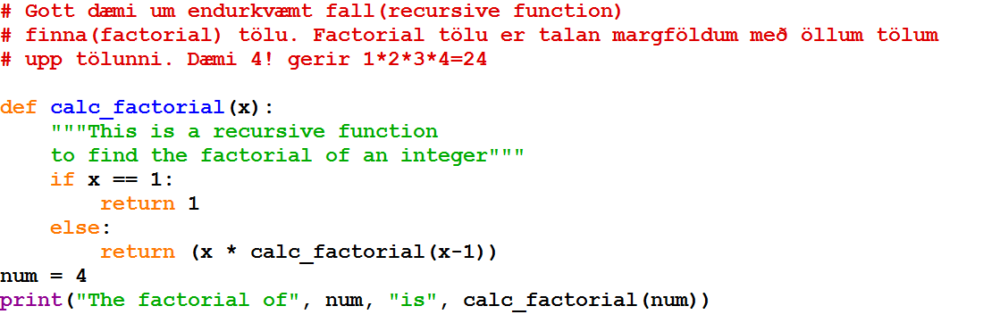 # Gott dæmi um endurkvæmt fall(recursive function)
# finna(factorial) tölu. Factorial tölu er talan margföldum með öllum tölum
# upp tölunni. Dæmi 4! gerir 1*2*3*4=24

def calc_factorial(x):
    """This is a recursive function
    to find the factorial of an integer"""
    if x == 1:
        return 1
    else:
        return (x * calc_factorial(x-1))
num = 4
print("The factorial of", num, "is", calc_factorial(num))